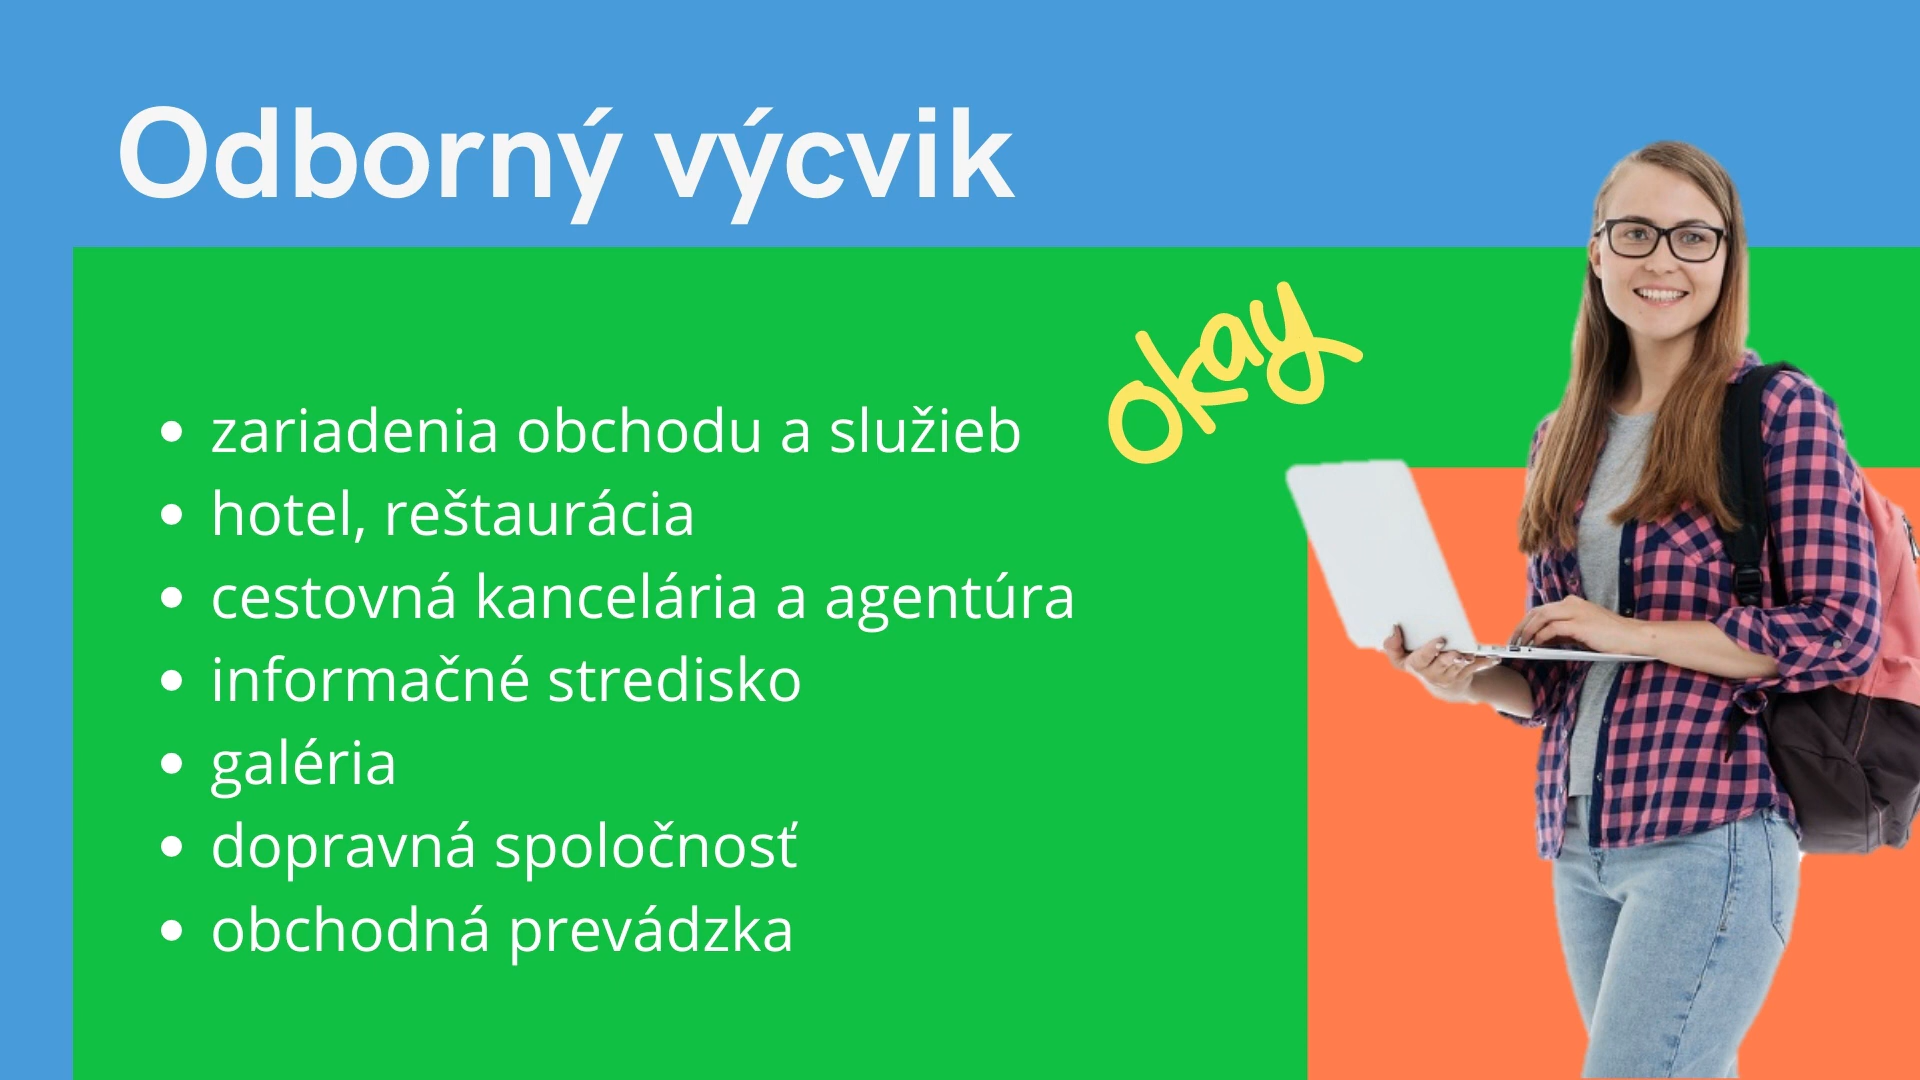 Odborný výcvik
okay
• zariadenia obchodu a služieb
• hotel, reštaurácia
• cestovná kancelária a agentúra
• informačné stredisko
• galéria
• dopravná spoločnosť
• obchodná prevádzka